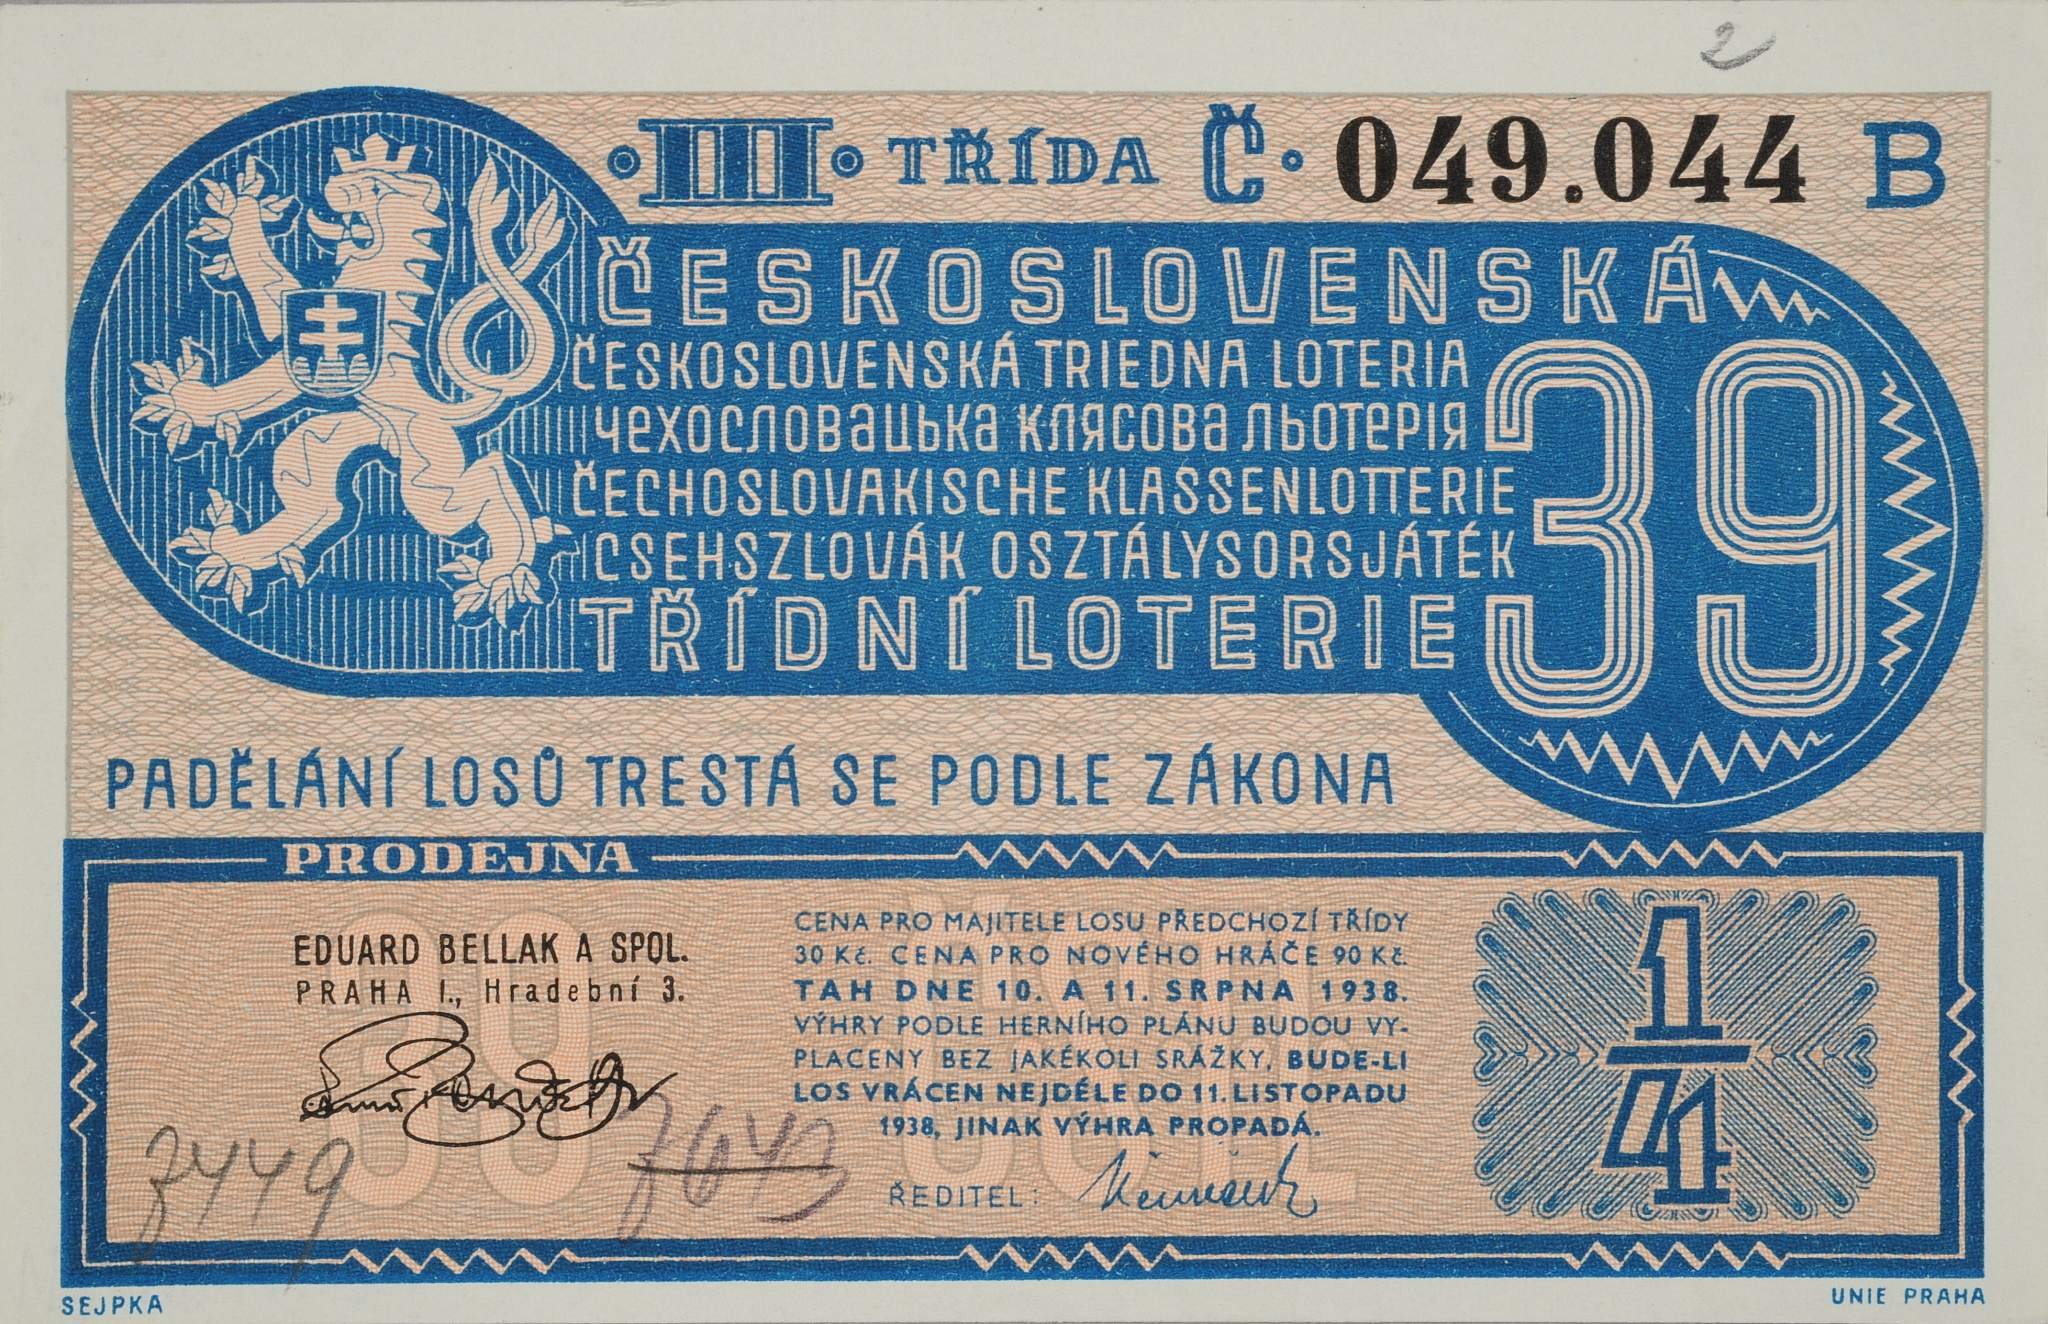 2
· III · TŘÍDA Č· 049.044 B
ČESKOSLOVENSKÁ
ČESKOSLOVENSKÁ TRIEDNA LOTERIA
ЧЕХОСЛОВАЦЬКА КЛЯСОВА ЛЬОТЕРІЯ
ČECHOSLOVAKISCHE KLASSENLOTTERIE
CSEHSZLOVÁK OSZTÁLYSORSJÁTÉK
TŘÍDNÍ LOTERIE
39
PADĚLÁNÍ LOSŮ TRESTÁ SE PODLE ZÁKONA
PRODEJNA
EDUARD BELLAK A SPOL.
PRAHA I., Hradební 3.
CENA PRO MAJITELE LOSU PŘEDCHOZÍ TŘÍDY
30 Kč. CENA PRO NOVÉHO HRÁČE 90 Kč.
TAH DNE 10. A 11. SRPNA 1938.
VÝHRY PODLE HERNÍHO PLÁNU BUDOU VY-
PLACENY BEZ JAKÉKOLI SRÁŽKY, BUDE-LI
LOS VRÁCEN NEJDÉLE DO 11. LISTOPADU
1938, JINAK VÝHRA PROPADÁ.
ŘEDITEL:
1/4
7449
7643
SEJPKA
UNIE PRAHA